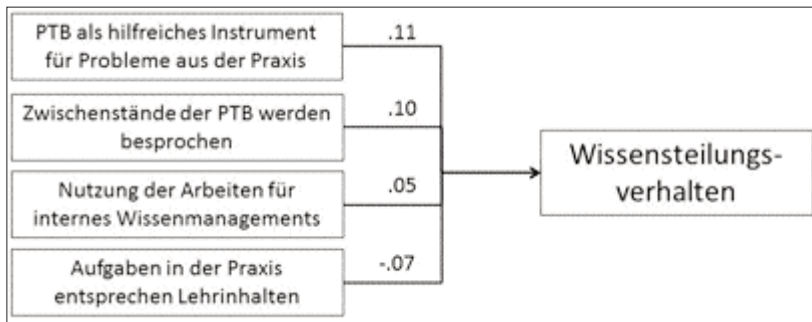 PTB als hilfreiches Instrument
für Probleme aus der Praxis
.11
Zwischenstände der PTB werden
besprochen
.10
Nutzung der Arbeiten für
internes Wissenmanagements
.05
Aufgaben in der Praxis
entsprechen Lehrinhalten
-.07
Wissensteilungs-
verhalten